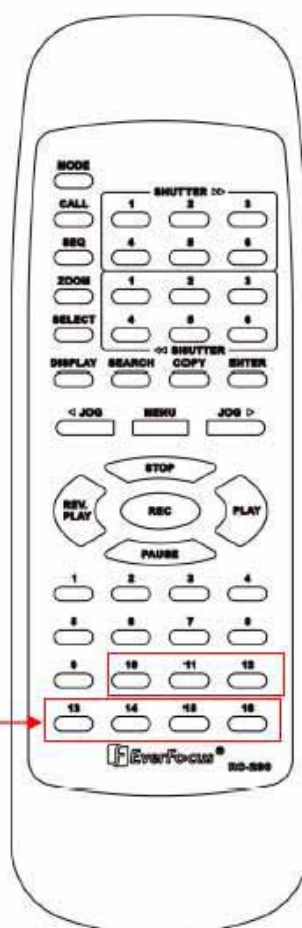 MODE
SHUTTER ▷▷
CALL 1 2 3
SEQ 4 5 6
ZOOM 1 2 3
SELECT 4 5 6
◁◁ SHUTTER
DISPLAY SEARCH COPY ENTER
◁ JOG MENU JOG ▷
STOP
REV. PLAY REC PLAY
PAUSE
1 2 3 4
5 6 7 8
9 10 11 12
13 14 15 16
EverFocus®